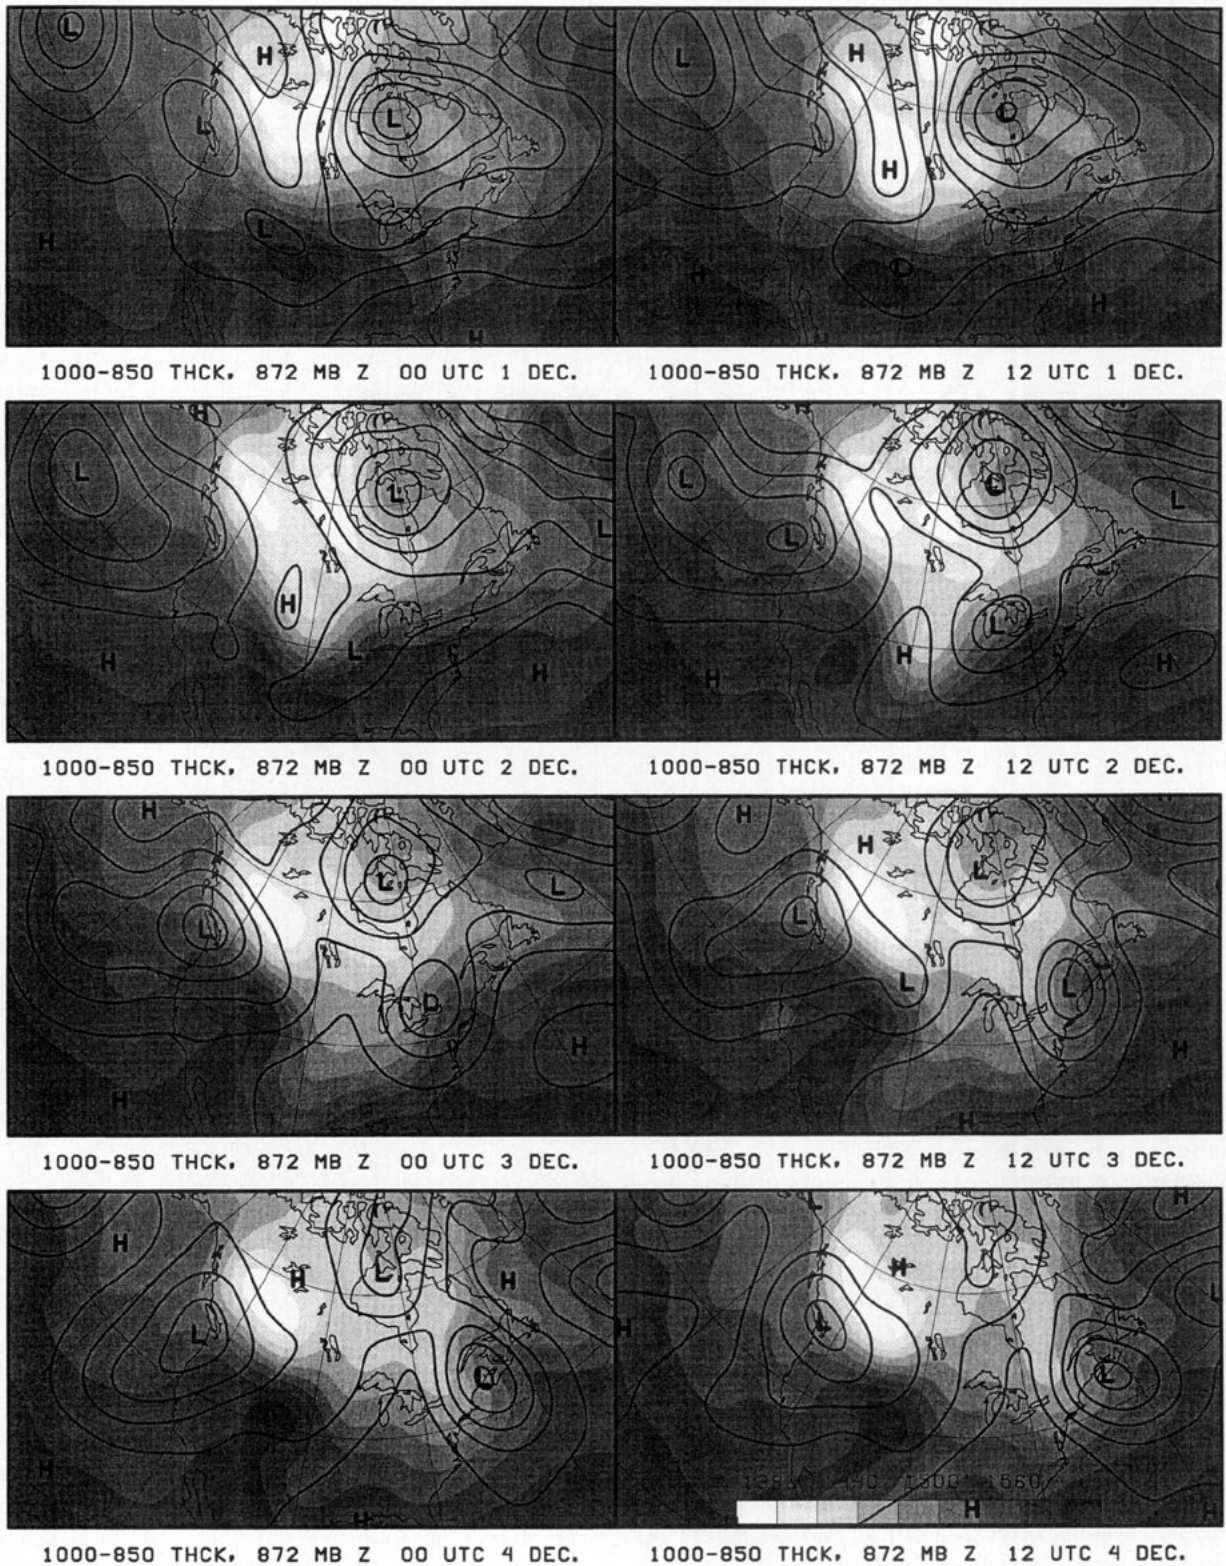 L
H
L
L
L
H
H
L
H
H
L
H
H
1000-850 THCK. 872 MB Z 00 UTC 1 DEC. 1000-850 THCK. 872 MB Z 12 UTC 1 DEC.
H
L
L
L
H
L
H
H
L
L
L
H
L
H
H
H
1000-850 THCK. 872 MB Z 00 UTC 2 DEC. 1000-850 THCK. 872 MB Z 12 UTC 2 DEC.
H
L
L
L
H
H
H
H
L
L
L
L
H
H
1000-850 THCK. 872 MB Z 00 UTC 3 DEC. 1000-850 THCK. 872 MB Z 12 UTC 3 DEC.
H
H
L
H
L
H
H
L
H
H
L
L
L
H
H
H
1000-850 THCK. 872 MB Z 00 UTC 4 DEC. 1000-850 THCK. 872 MB Z 12 UTC 4 DEC.